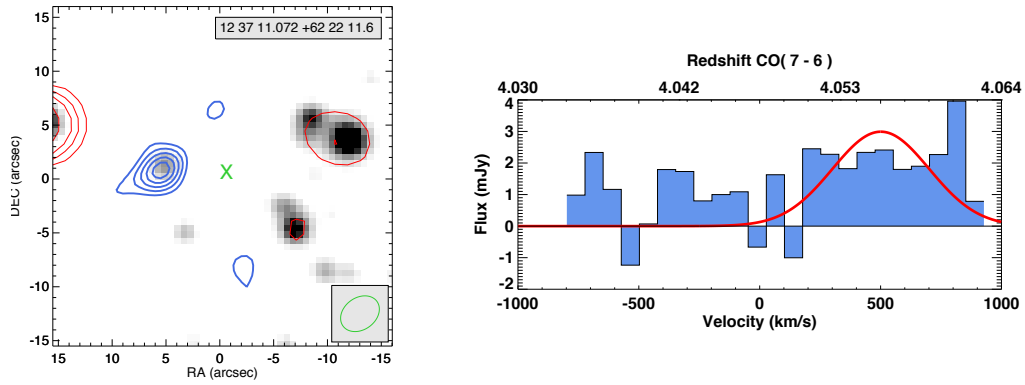 12 37 11.072 +62 22 11.6
X
15
10
5
0
-5
-10
-15
DEC (arcsec)
15 10 5 0 -5 -10 -15
RA (arcsec)
Redshift CO( 7 - 6 )
4.030 4.042 4.053 4.064
4
3
2
1
0
-1
-2
Flux (mJy)
-1000 -500 0 500 1000
Velocity (km/s)